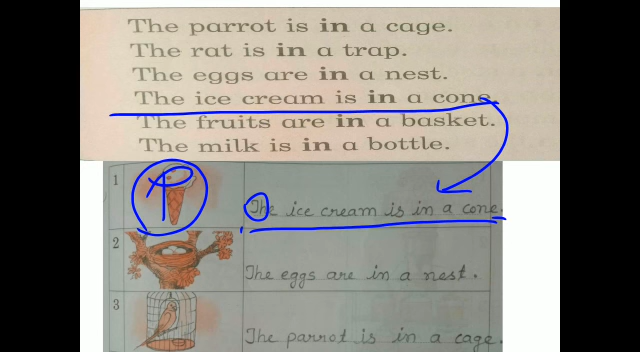 The parrot is in a cage.
The rat is in a trap.
The eggs are in a nest.
The ice cream is in a cone.
The fruits are in a basket.
The milk is in a bottle.
1
The ice cream is in a cone.
2
The eggs are in a nest.
3
The parrot is in a cage.